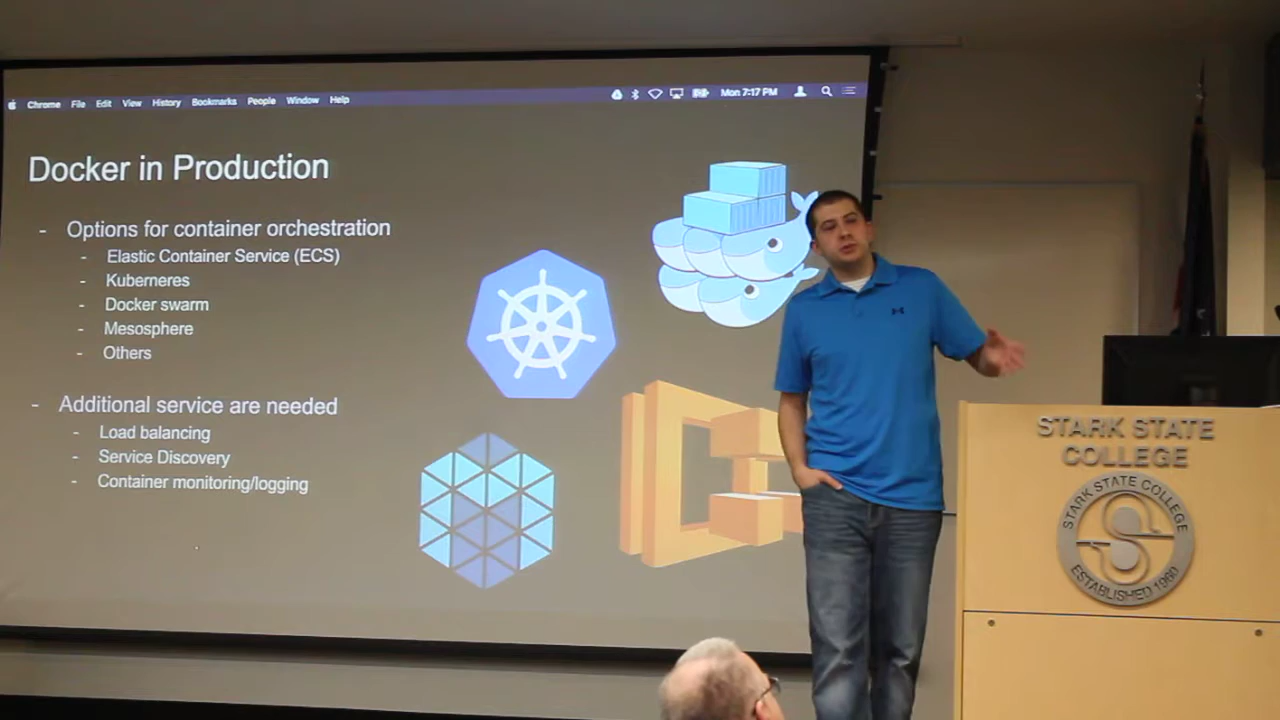 Chrome File Edit View History Bookmarks People Window Help
Mon 7:17 PM
Docker in Production
- Options for container orchestration
- Elastic Container Service (ECS)
- Kuberneres
- Docker swarm
- Mesosphere
- Others
- Additional service are needed
- Load balancing
- Service Discovery
- Container monitoring/logging
STARK STATE
COLLEGE
STARK STATE COLLEGE
ESTABLISHED 1960